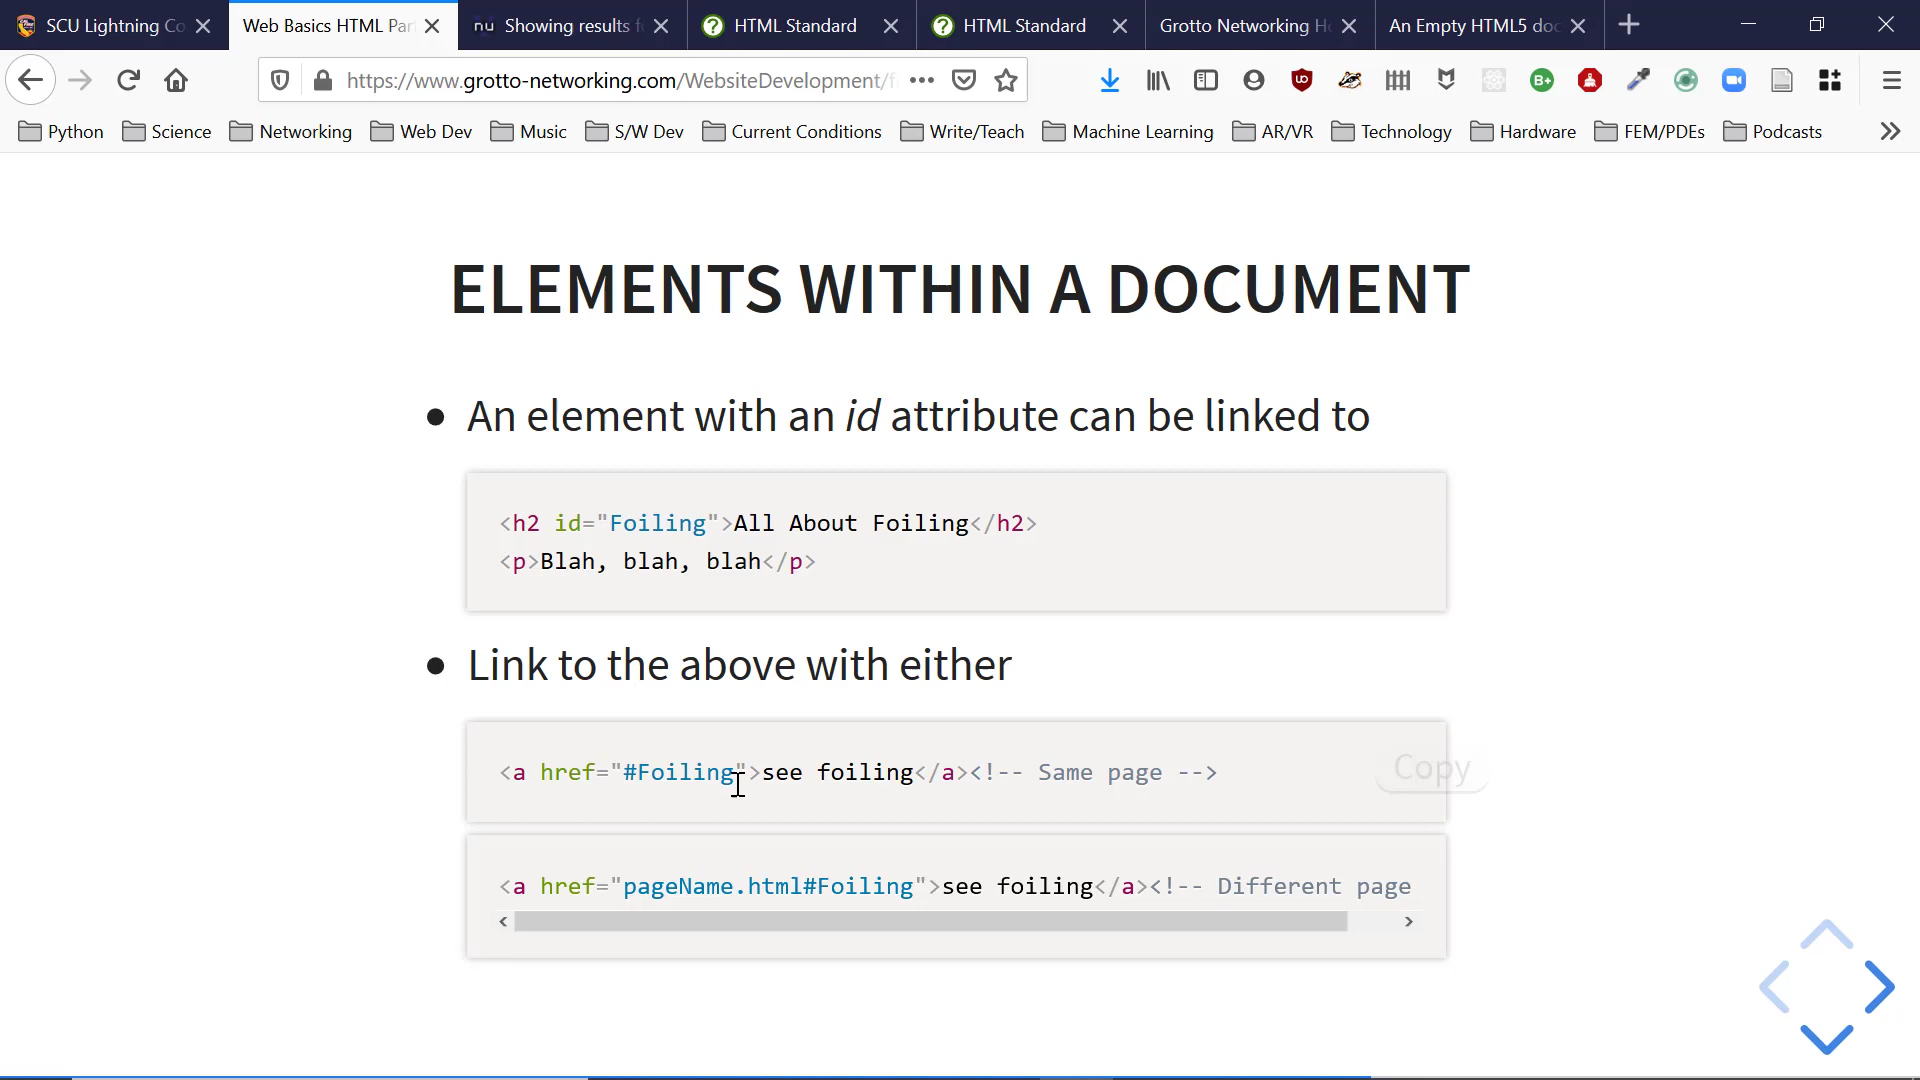 SCU Lightning Co
Web Basics HTML Par
nu Showing results f
HTML Standard
HTML Standard
Grotto Networking H
An Empty HTML5 doc
https://www.grotto-networking.com/WebsiteDevelopment/f
Python
Science
Networking
Web Dev
Music
S/W Dev
Current Conditions
Write/Teach
Machine Learning
AR/VR
Technology
Hardware
FEM/PDEs
Podcasts
ELEMENTS WITHIN A DOCUMENT
• An element with an id attribute can be linked to
<h2 id="Foiling">All About Foiling</h2>
<p>Blah, blah, blah</p>
• Link to the above with either
<a href="#Foiling">see foiling</a><!-- Same page -->
Copy
<a href="pageName.html#Foiling">see foiling</a><!-- Different page